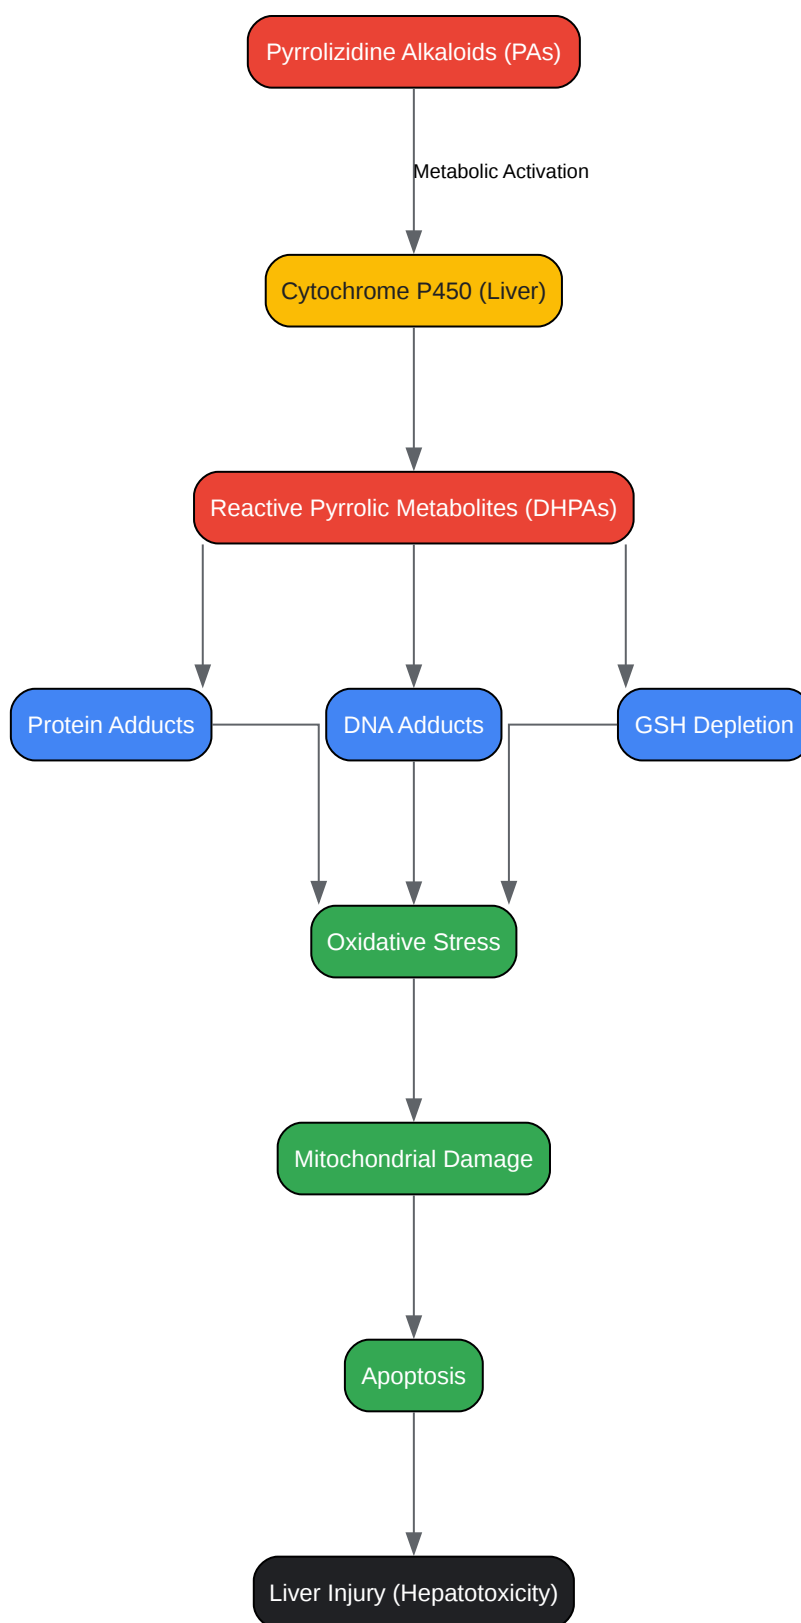 Pyrrolizidine Alkaloids (PAs)
Metabolic Activation
Cytochrome P450 (Liver)
Reactive Pyrrolic Metabolites (DHPAs)
Protein Adducts
DNA Adducts
GSH Depletion
Oxidative Stress
Mitochondrial Damage
Apoptosis
Liver Injury (Hepatotoxicity)